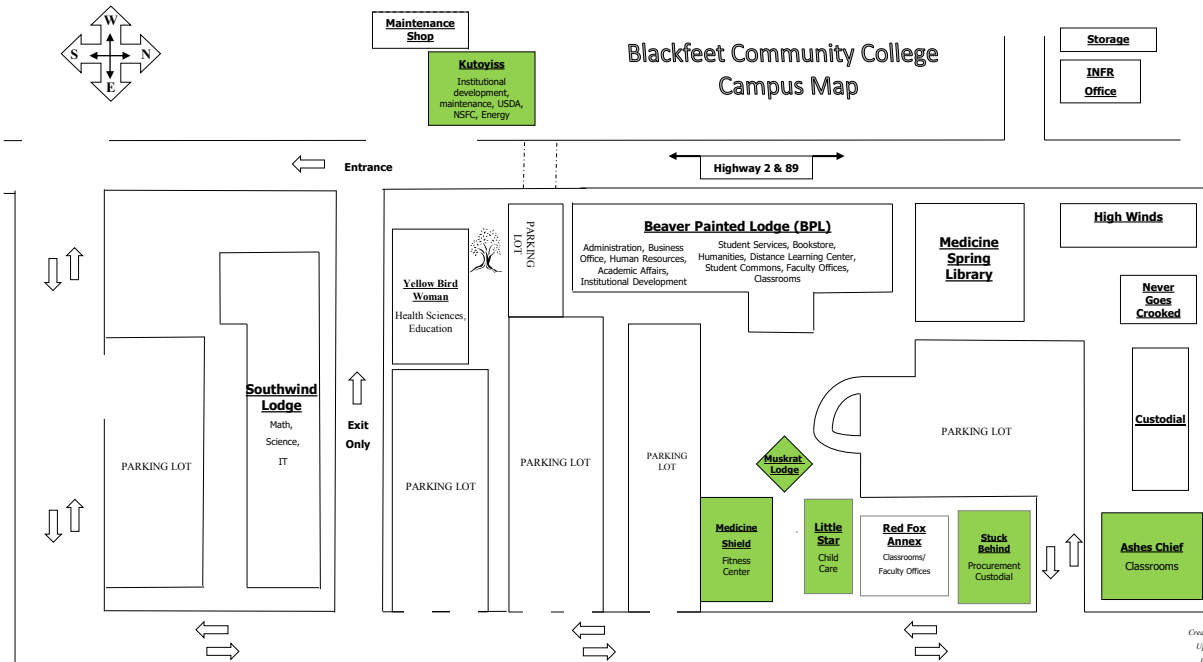 W
S
N
E
Maintenance
Shop
Kutoyiss
Institutional
development,
maintenance, USDA,
NSFC, Energy
Blackfeet Community College
Campus Map
Storage
INFR
Office
Entrance
Highway 2 & 89
Yellow Bird
Woman
Health Sciences,
Education
PARKING
LOT
Beaver Painted Lodge (BPL)
Administration, Business
Office, Human Resources,
Academic Affairs,
Institutional Development
Student Services, Bookstore,
Humanities, Distance Learning Center,
Student Commons, Faculty Offices,
Classrooms
Medicine
Spring
Library
High Winds
Never
Goes
Crooked
Southwind
Lodge
Math,
Science,
IT
Exit
Only
Custodial
PARKING LOT
PARKING LOT
PARKING LOT
PARKING
LOT
PARKING LOT
Muskrat
Lodge
Medicine
Shield
Fitness
Center
Little
Star
Child
Care
Red Fox
Annex
Classrooms/
Faculty Offices
Stuck
Behind
Procurement
Custodial
Ashes Chief
Classrooms